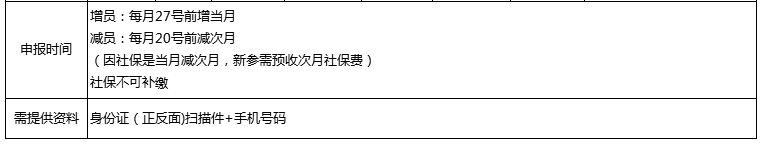 申报时间
增员：每月27号前增当月
减员：每月20号前减次月
（因社保是当月减次月，新参需预收次月社保费）
社保不可补缴
需提供资料
身份证（正反面)扫描件+手机号码